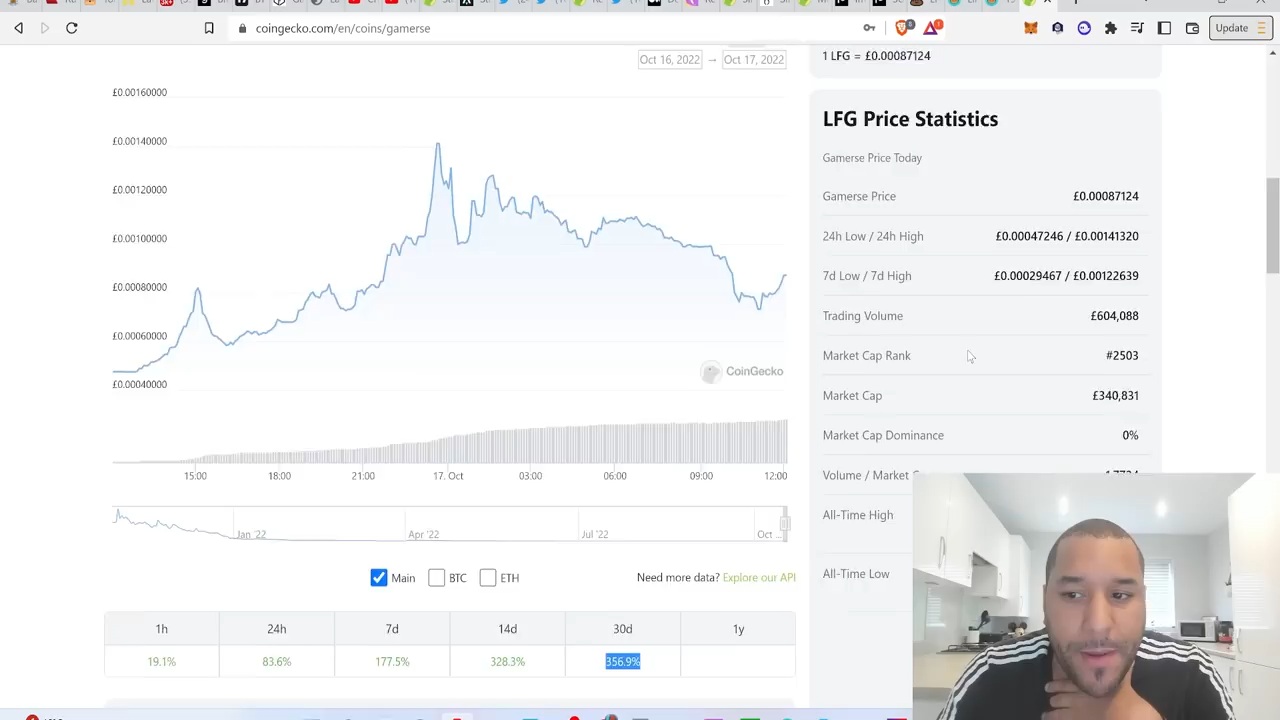 coingecko.com/en/coins/gamerse
Update
Oct 16, 2022 → Oct 17, 2022
1 LFG = £0.00087124
£0.00160000
£0.00140000
£0.00120000
£0.00100000
£0.00080000
£0.00060000
£0.00040000
CoinGecko
15:00 18:00 21:00 17. Oct 03:00 06:00 09:00 12:00
Jan '22 Apr '22 Jul '22 Oct ...
Main BTC ETH Need more data? Explore our API
1h 24h 7d 14d 30d 1y
19.1% 83.6% 177.5% 328.3% 356.9%
LFG Price Statistics
Gamerse Price Today
Gamerse Price £0.00087124
24h Low / 24h High £0.00047246 / £0.00141320
7d Low / 7d High £0.00029467 / £0.00122639
Trading Volume £604,088
Market Cap Rank #2503
Market Cap £340,831
Market Cap Dominance 0%
Volume / Market
All-Time High
All-Time Low